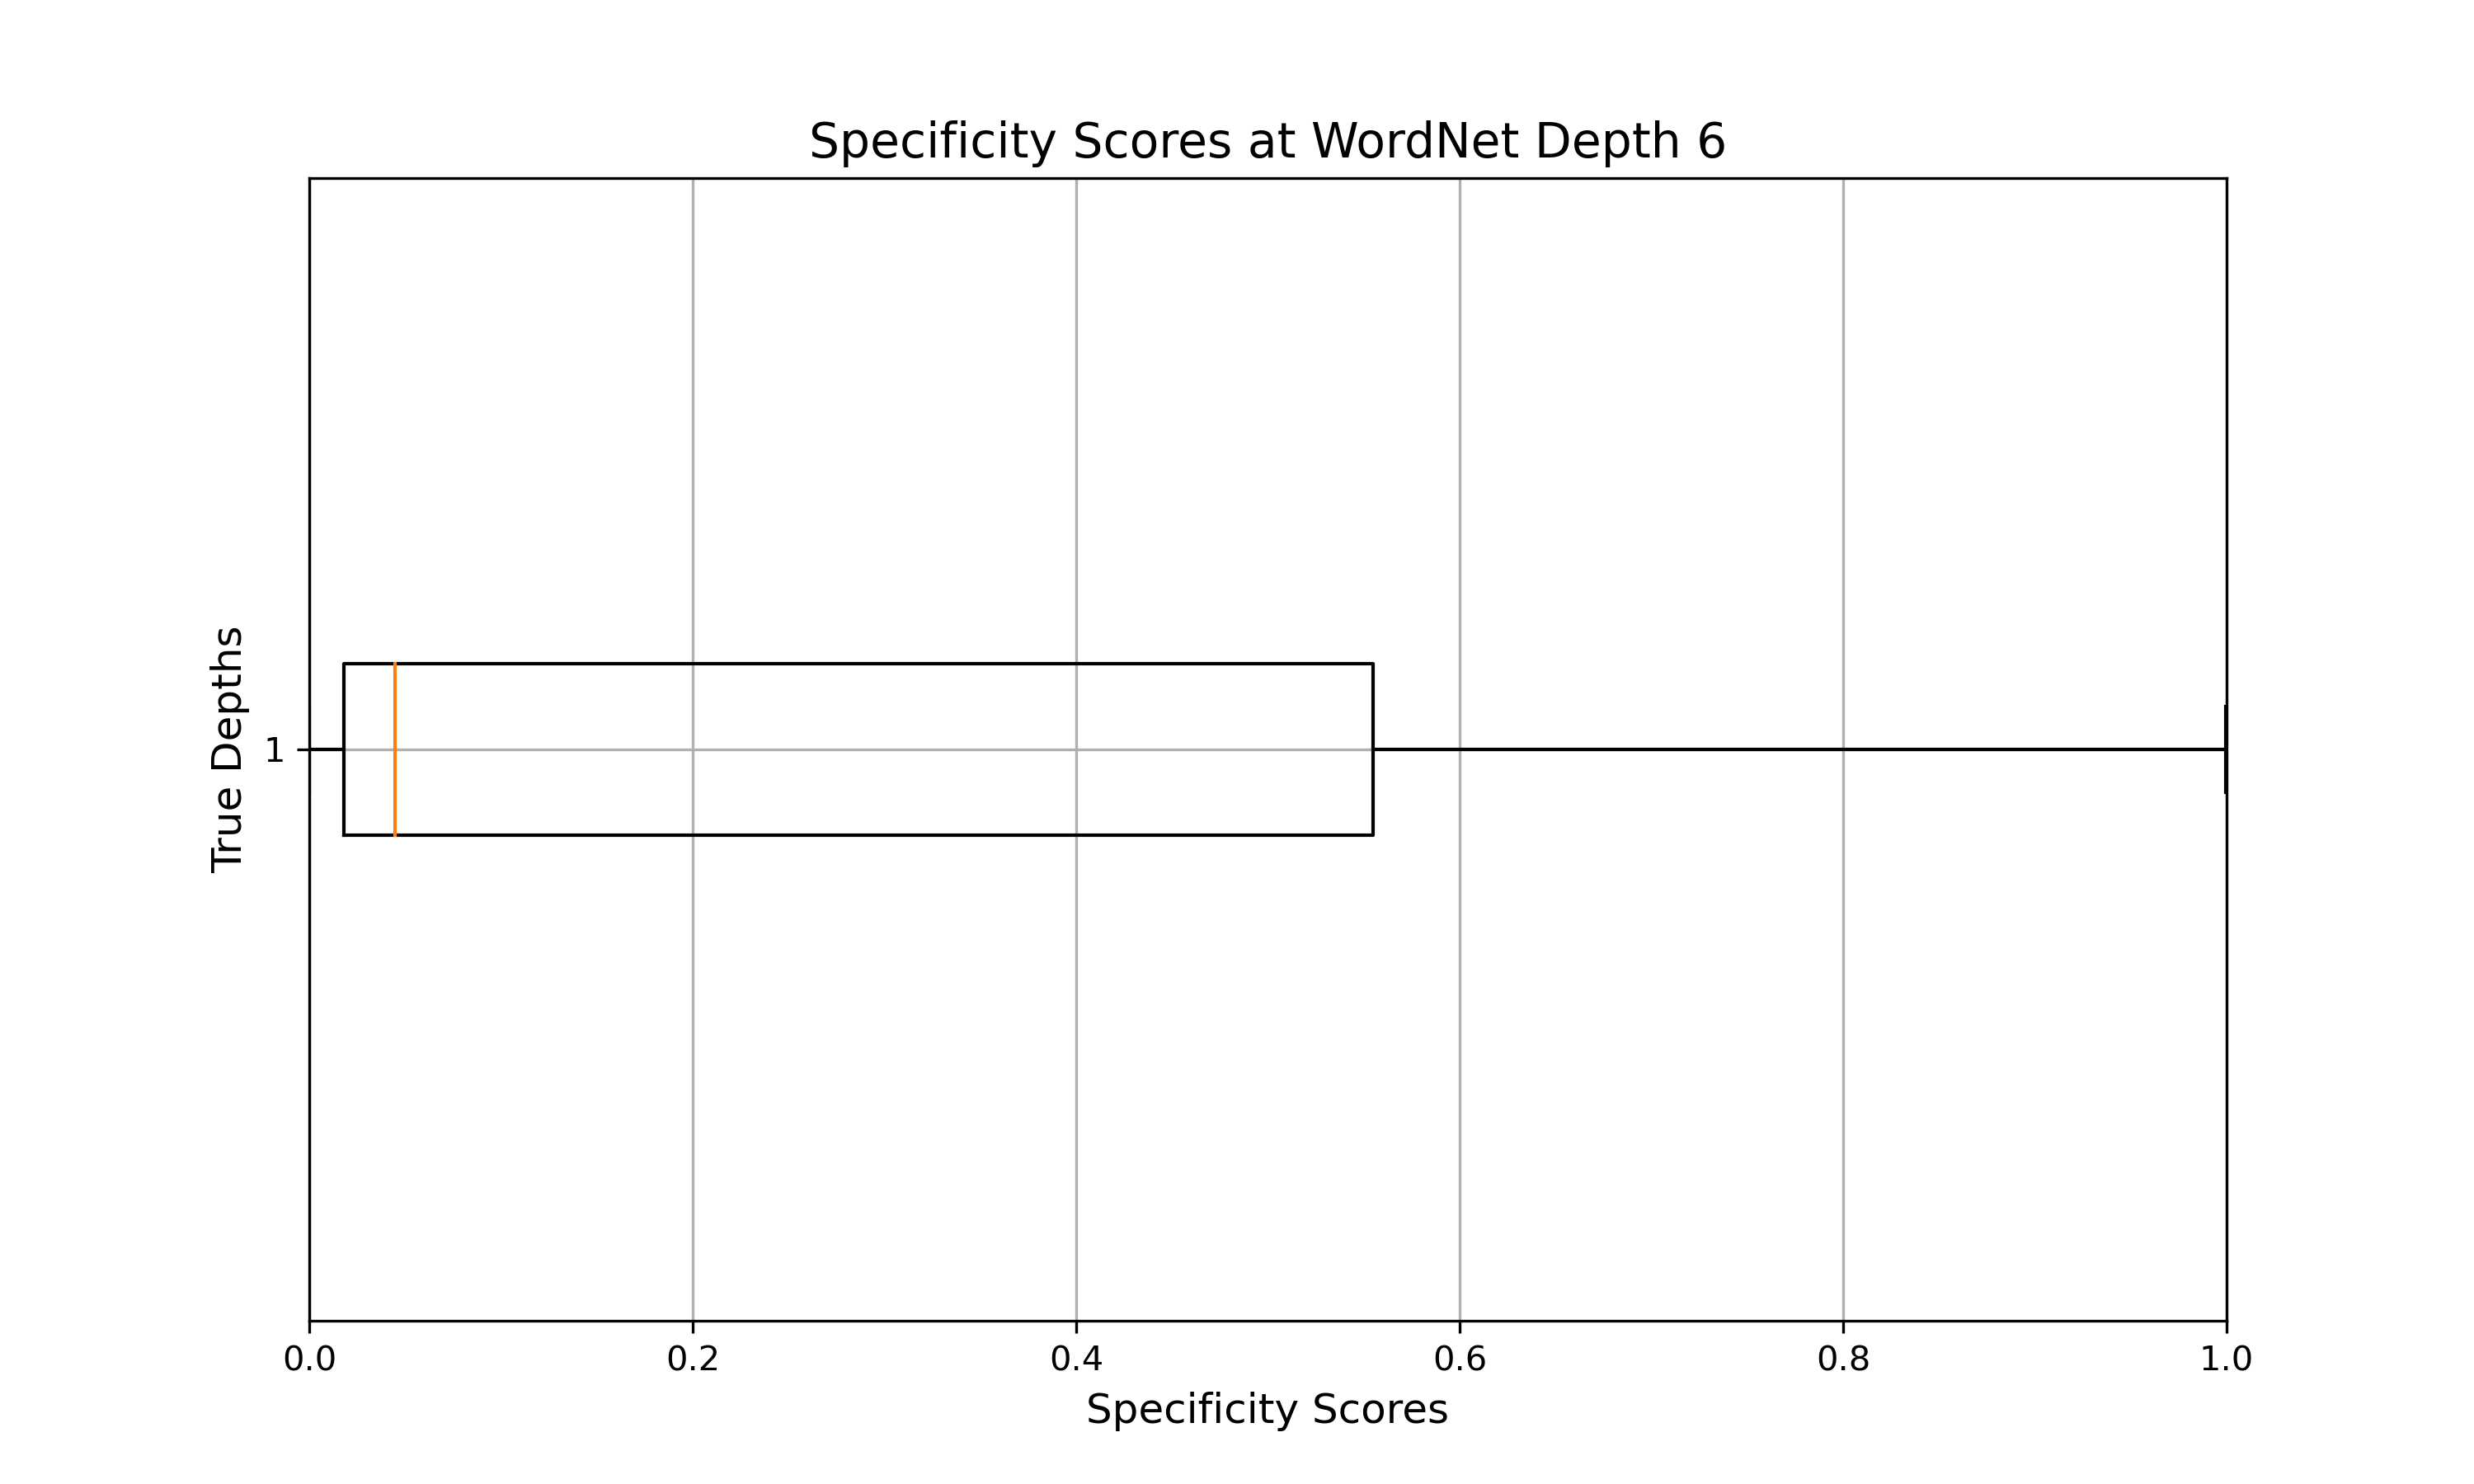 Specificity Scores at WordNet Depth 6
True Depths
1
0.0 0.2 0.4 0.6 0.8 1.0
Specificity Scores